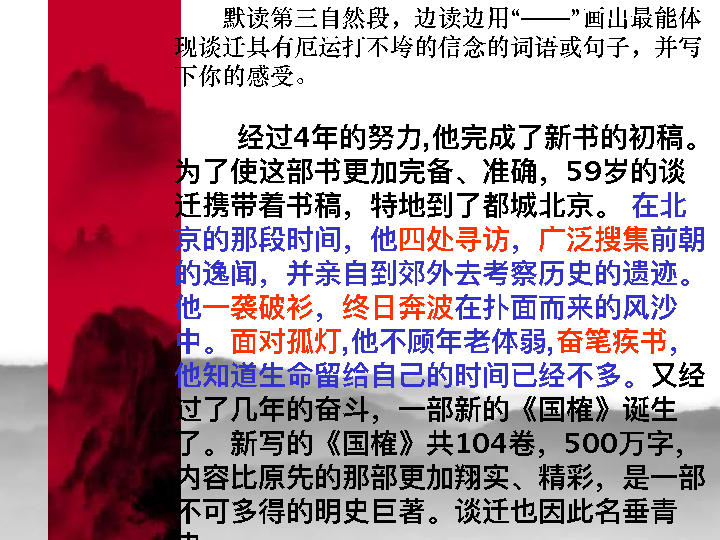 默读第三自然段，边读边用“——”画出最能体
现谈迁具有厄运打不垮的信念的词语或句子，并写
下你的感受。
经过4年的努力,他完成了新书的初稿。
为了使这部书更加完备、准确，59岁的谈
迁携带着书稿，特地到了都城北京。在北
京的那段时间，他四处寻访，广泛搜集前朝
的逸闻，并亲自到郊外去考察历史的遗迹。
他一袭破衫，终日奔波在扑面而来的风沙
中。面对孤灯,他不顾年老体弱,奋笔疾书，
他知道生命留给自己的时间已经不多。又经
过了几年的奋斗，一部新的《国榷》诞生
了。新写的《国榷》共104卷，500万字，
内容比原先的那部更加翔实、精彩，是一部
不可多得的明史巨著。谈迁也因此名垂青